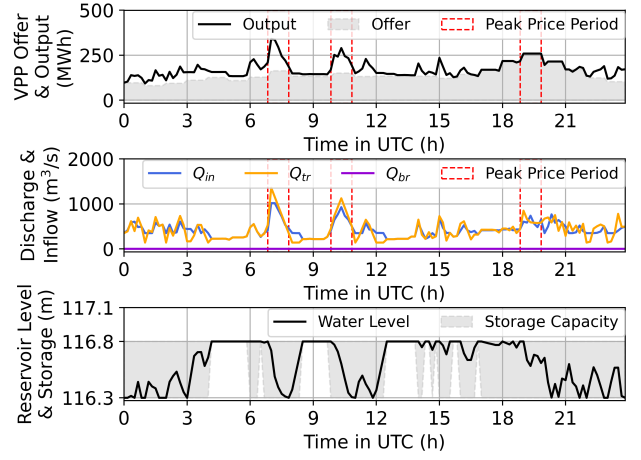 VPP Offer
& Output
(MWh)
500
250
0
Output
Offer
Peak Price Period
0 3 6 9 12 15 18 21
Time in UTC (h)
Discharge &
Inflow (m³/s)
2000
1000
0
Q_in
Q_tr
Q_br
Peak Price Period
0 3 6 9 12 15 18 21
Time in UTC (h)
Reservoir Level
& Storage (m)
117.1
116.8
116.3
Water Level
Storage Capacity
0 3 6 9 12 15 18 21
Time in UTC (h)